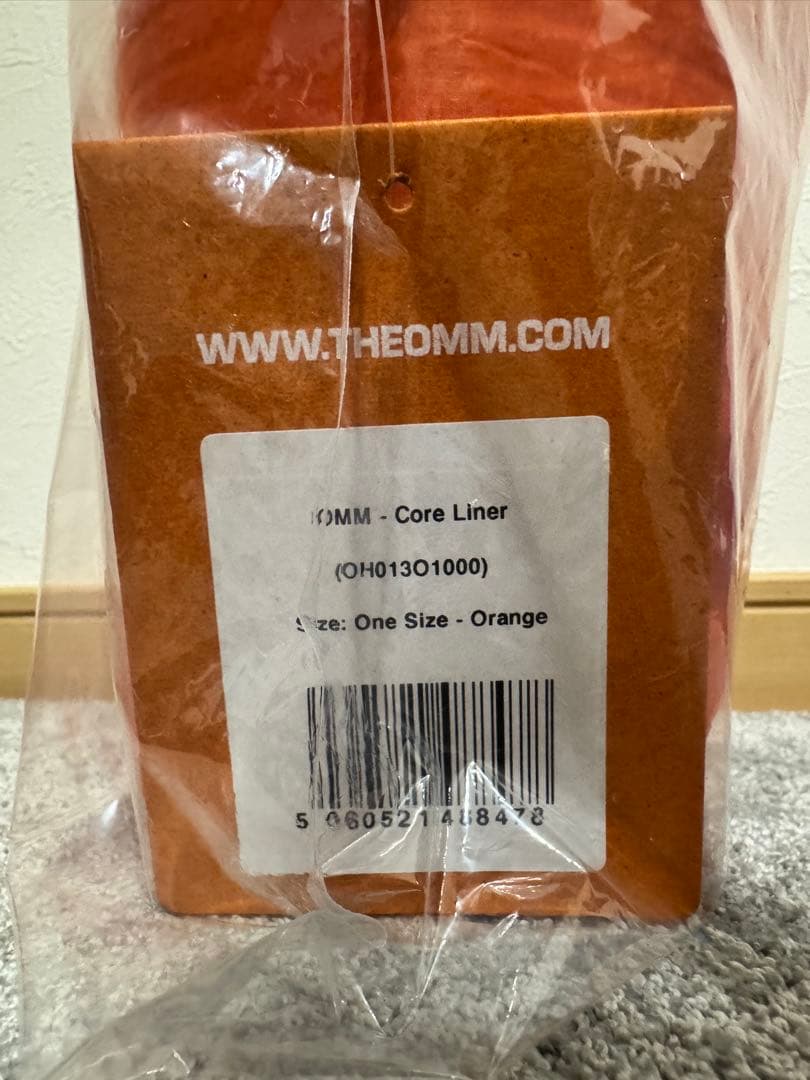 WWW.THEOMM.COM
OMM - Core Liner
(OH013O1000)
Size: One Size - Orange
5 060521 488478